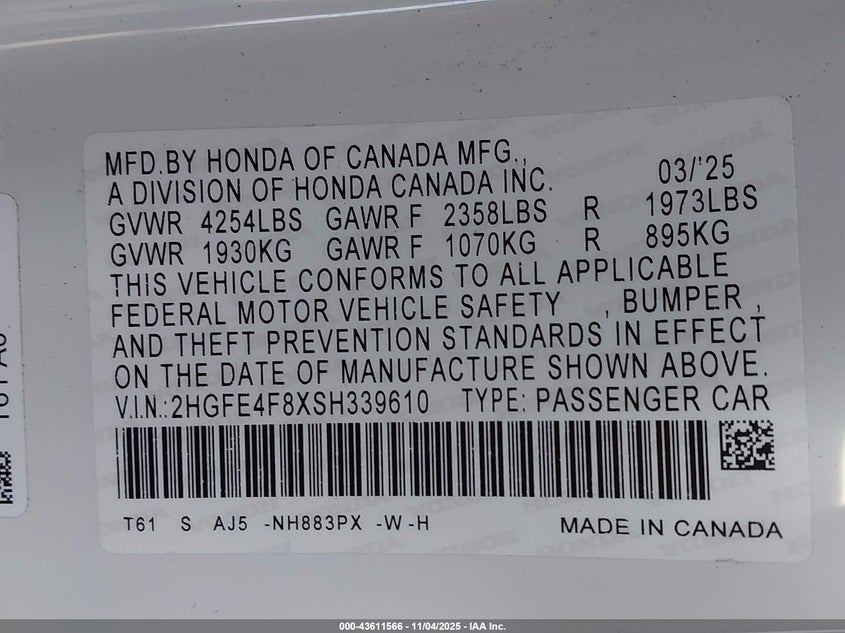 MFD.BY HONDA OF CANADA MFG.,
A DIVISION OF HONDA CANADA INC. 03/'25
GVWR 4254LBS GAWR F 2358LBS R 1973LBS
GVWR 1930KG GAWR F 1070KG R 895KG
THIS VEHICLE CONFORMS TO ALL APPLICABLE
FEDERAL MOTOR VEHICLE SAFETY , BUMPER ,
AND THEFT PREVENTION STANDARDS IN EFFECT
ON THE DATE OF MANUFACTURE SHOWN ABOVE.
V.I.N.:2HGFE4F8XSH339610 TYPE: PASSENGER CAR
T61 S AJ5 -NH883PX -W -H MADE IN CANADA
000-43611566 - 11/04/2025 - IAA Inc.